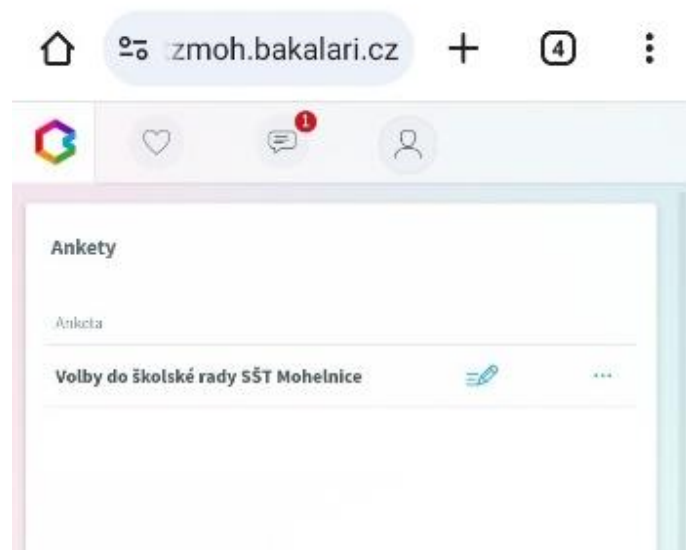 zmoh.bakalari.cz
4
1
Ankety
Anketa
Volby do školské rady SŠT Mohelnice